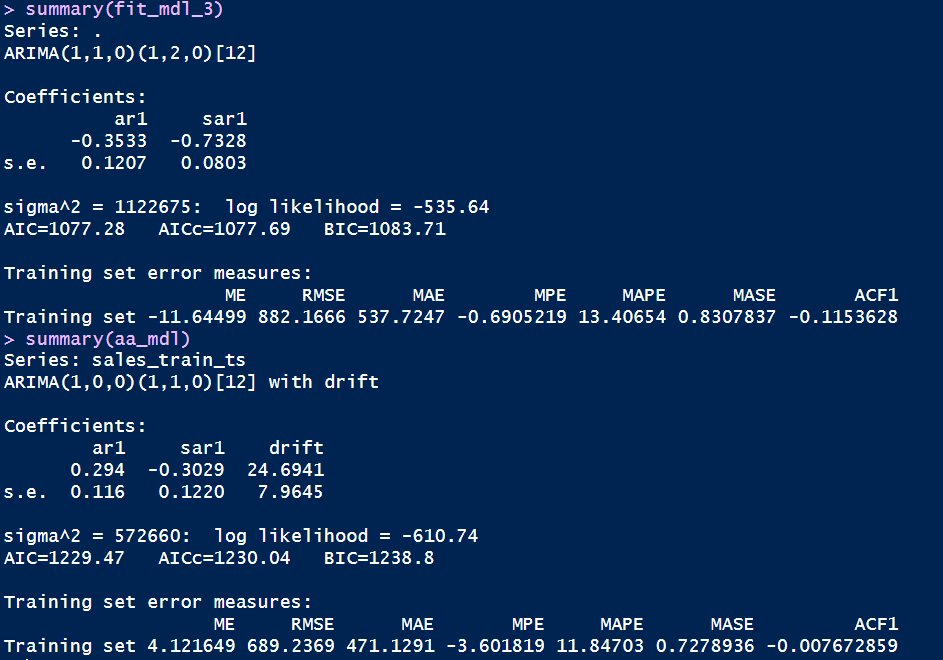 > summary(fit_mdl_3)
Series: .
ARIMA(1,1,0)(1,2,0)[12]
Coefficients:
ar1 sar1
-0.3533 -0.7328
s.e. 0.1207 0.0803
sigma^2 = 1122675: log likelihood = -535.64
AIC=1077.28 AICc=1077.69 BIC=1083.71
Training set error measures:
ME RMSE MAE MPE MAPE MASE ACF1
Training set -11.64499 882.1666 537.7247 -0.6905219 13.40654 0.8307837 -0.1153628
> summary(aa_mdl)
Series: sales_train_ts
ARIMA(1,0,0)(1,1,0)[12] with drift
Coefficients:
ar1 sar1 drift
0.294 -0.3029 24.6941
s.e. 0.116 0.1220 7.9645
sigma^2 = 572660: log likelihood = -610.74
AIC=1229.47 AICc=1230.04 BIC=1238.8
Training set error measures:
ME RMSE MAE MPE MAPE MASE ACF1
Training set 4.121649 689.2369 471.1291 -3.601819 11.84703 0.7278936 -0.007672859